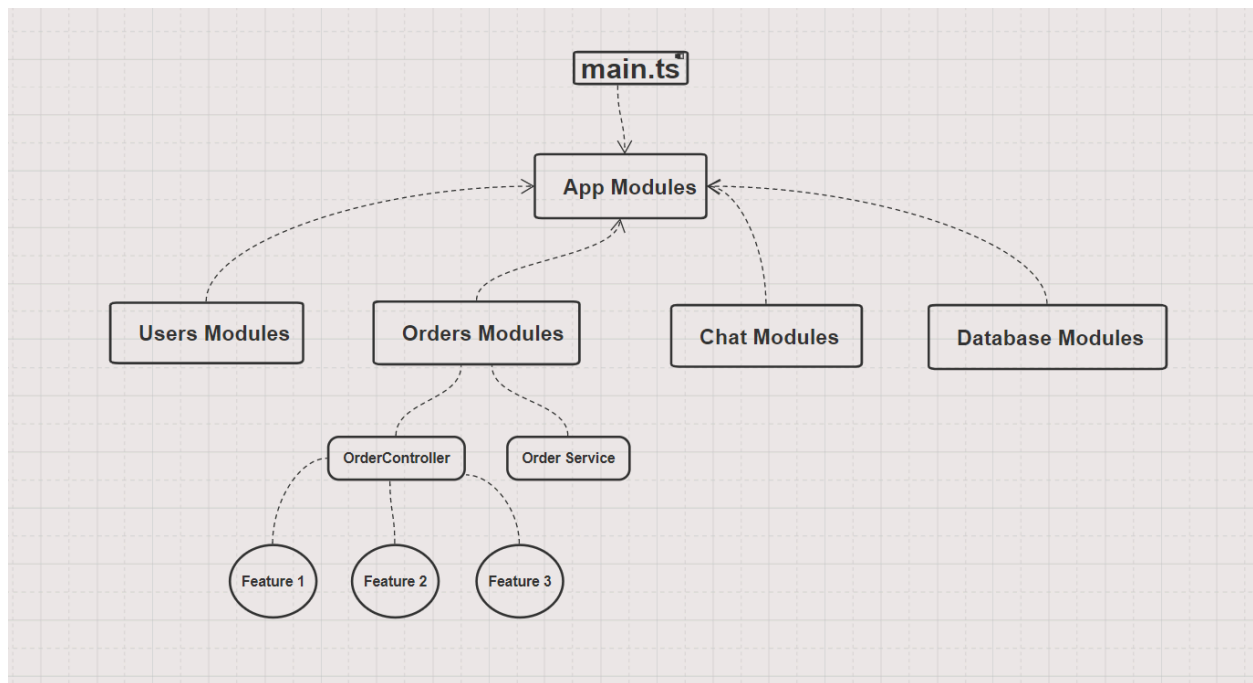 main.ts
App Modules
Users Modules
Orders Modules
Chat Modules
Database Modules
OrderController
Order Service
Feature 1
Feature 2
Feature 3